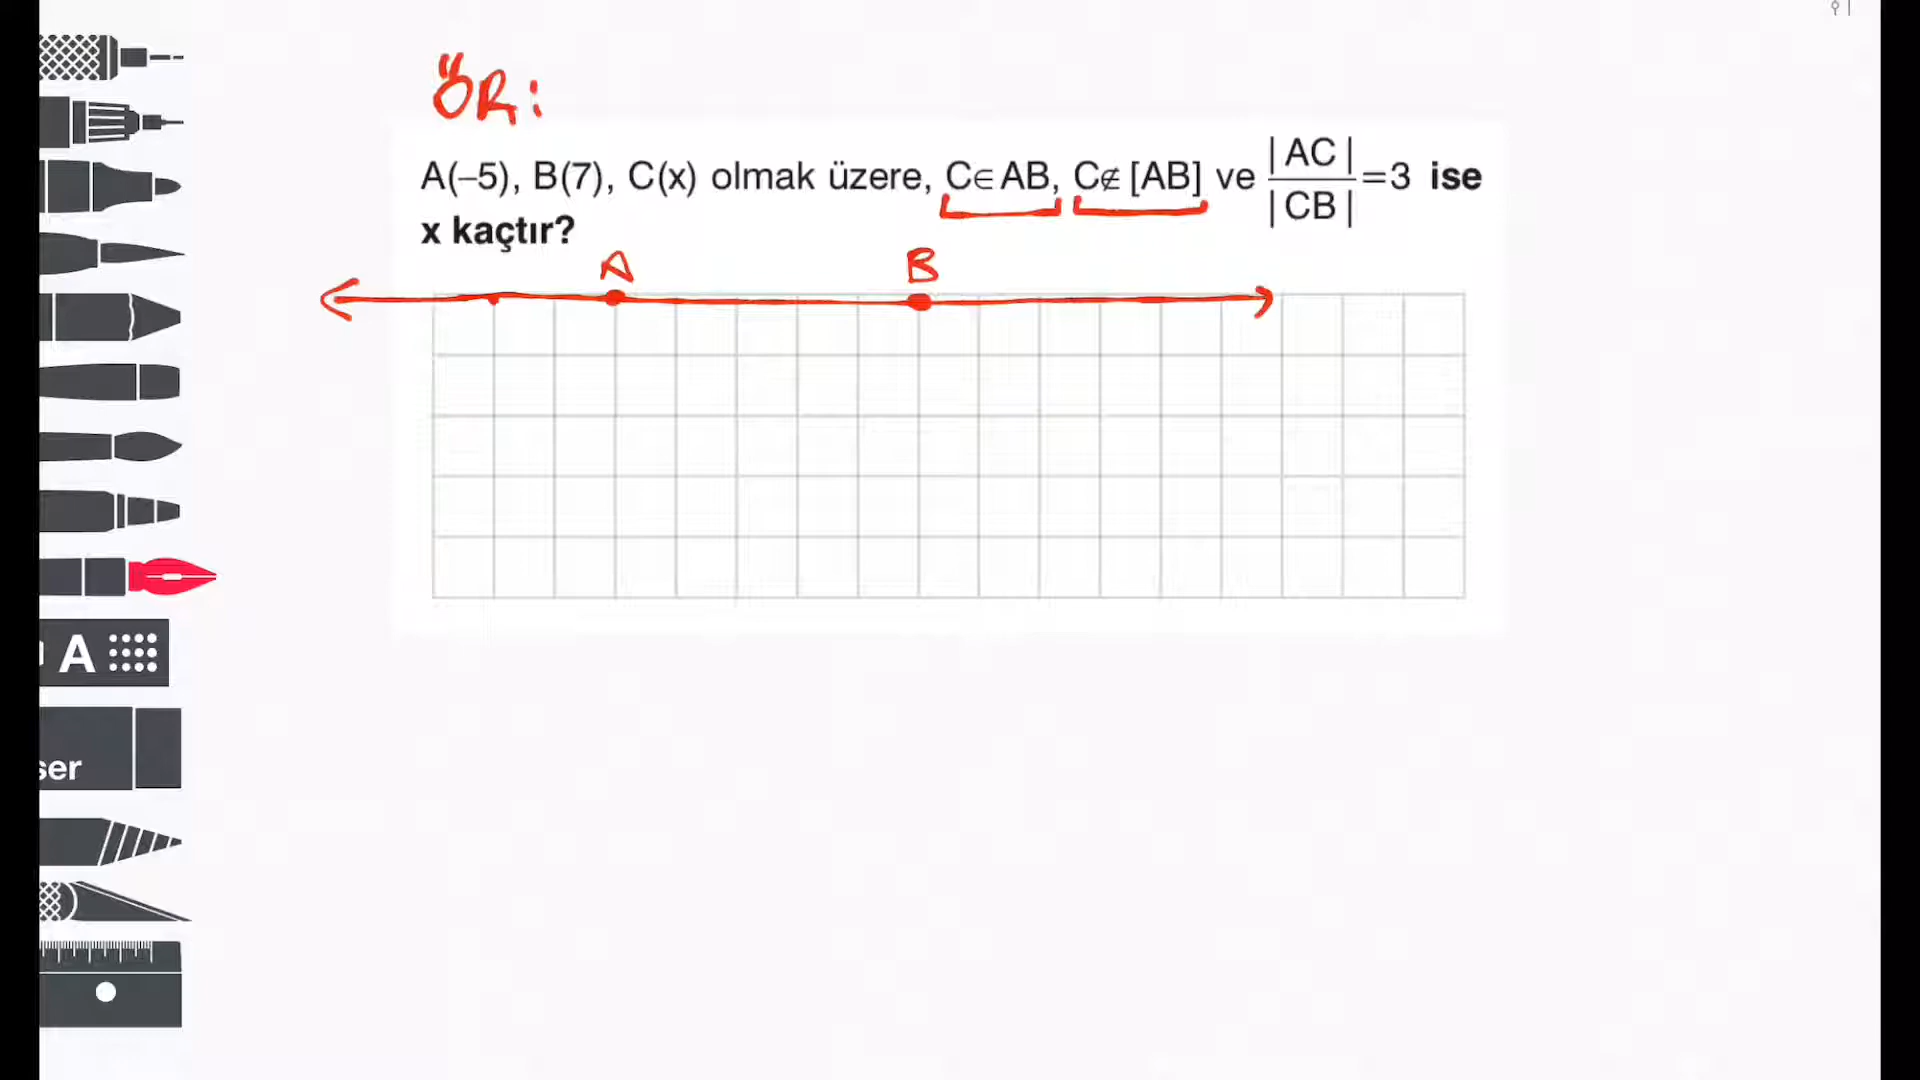 ÖR:
A(–5), B(7), C(x) olmak üzere, C∈ AB, C∉ [AB] ve |AC| / |CB| =3 ise
x kaçtır?
A B
A
ser